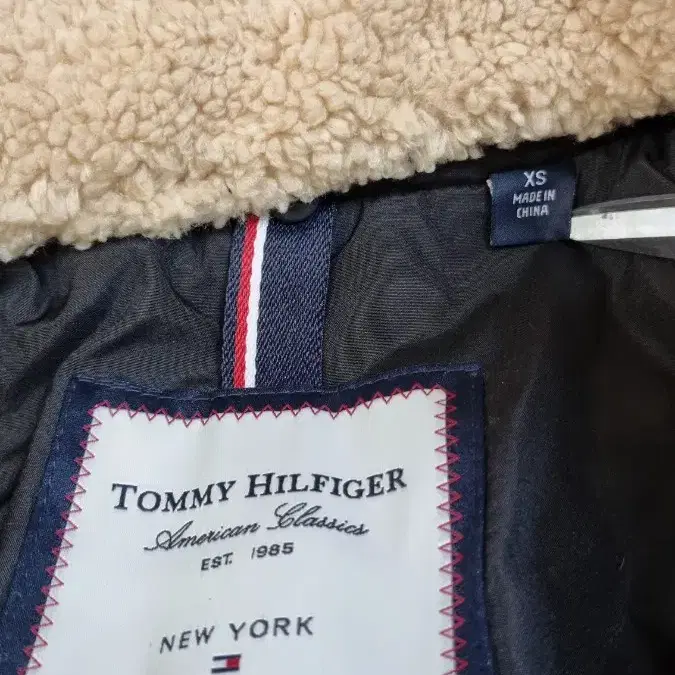 XS
MADE IN
CHINA
TOMMY HILFIGER
American Classics
EST. 1985
NEW YORK